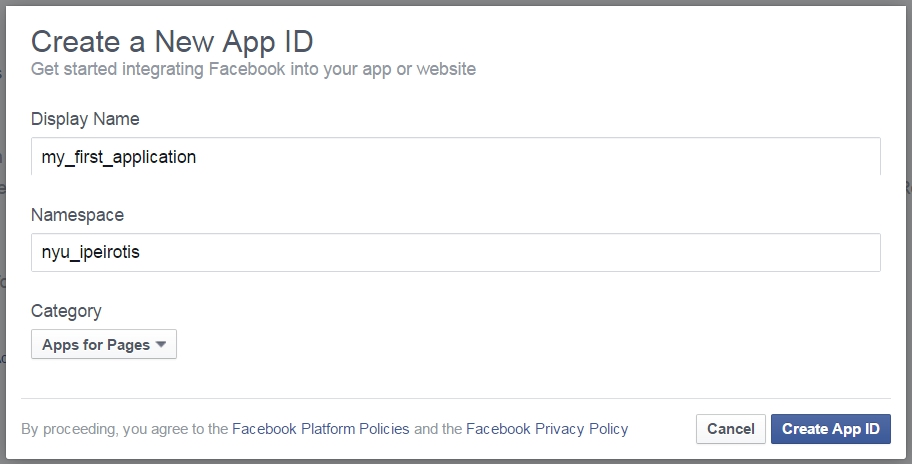 Create a New App ID
Get started integrating Facebook into your app or website
Display Name
my_first_application
Namespace
nyu_ipeirotis
Category
Apps for Pages
By proceeding, you agree to the Facebook Platform Policies and the Facebook Privacy Policy
Cancel
Create App ID